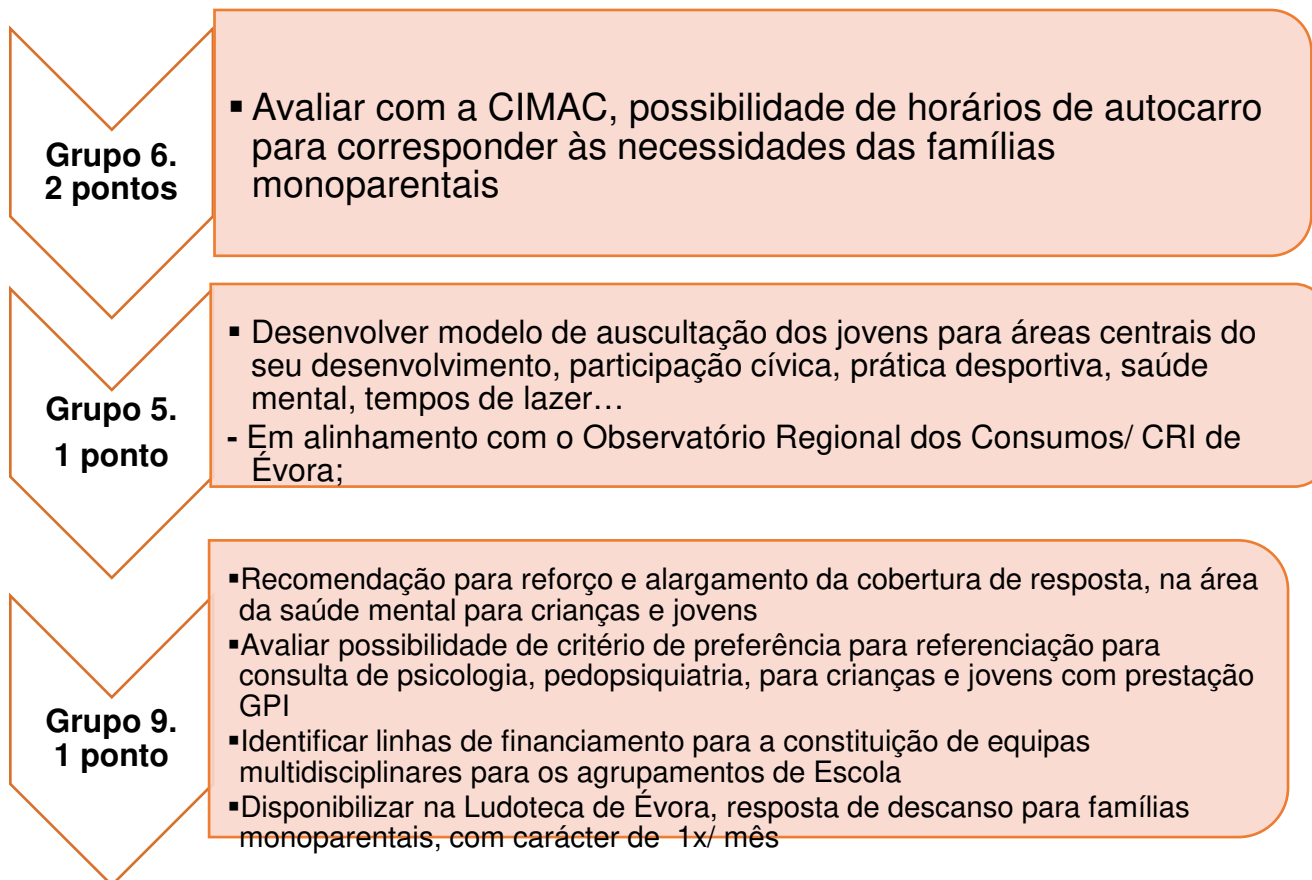 Grupo 6.
2 pontos
▪ Avaliar com a CIMAC, possibilidade de horários de autocarro
para corresponder às necessidades das famílias
monoparentais
Grupo 5.
1 ponto
▪ Desenvolver modelo de auscultação dos jovens para áreas centrais do
seu desenvolvimento, participação cívica, prática desportiva, saúde
mental, tempos de lazer…
- Em alinhamento com o Observatório Regional dos Consumos/ CRI de
Évora;
Grupo 9.
1 ponto
▪Recomendação para reforço e alargamento da cobertura de resposta, na área
da saúde mental para crianças e jovens
▪Avaliar possibilidade de critério de preferência para referenciação para
consulta de psicologia, pedopsiquiatria, para crianças e jovens com prestação
GPI
▪Identificar linhas de financiamento para a constituição de equipas
multidisciplinares para os agrupamentos de Escola
▪Disponibilizar na Ludoteca de Évora, resposta de descanso para famílias
monoparentais, com carácter de 1x/ mês